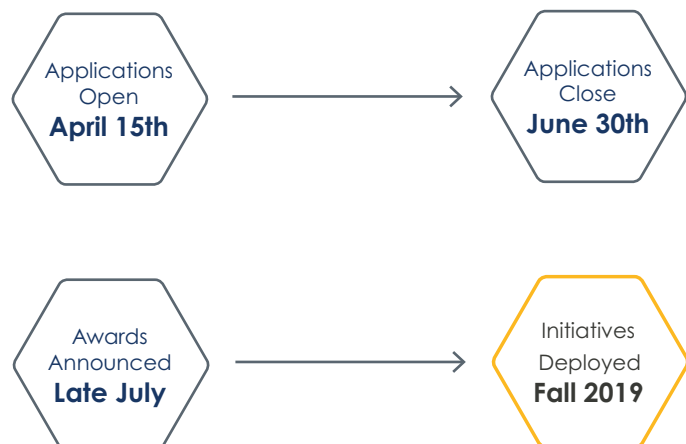 Applications
Open
April 15th
Applications
Close
June 30th
Awards
Announced
Late July
Initiatives
Deployed
Fall 2019